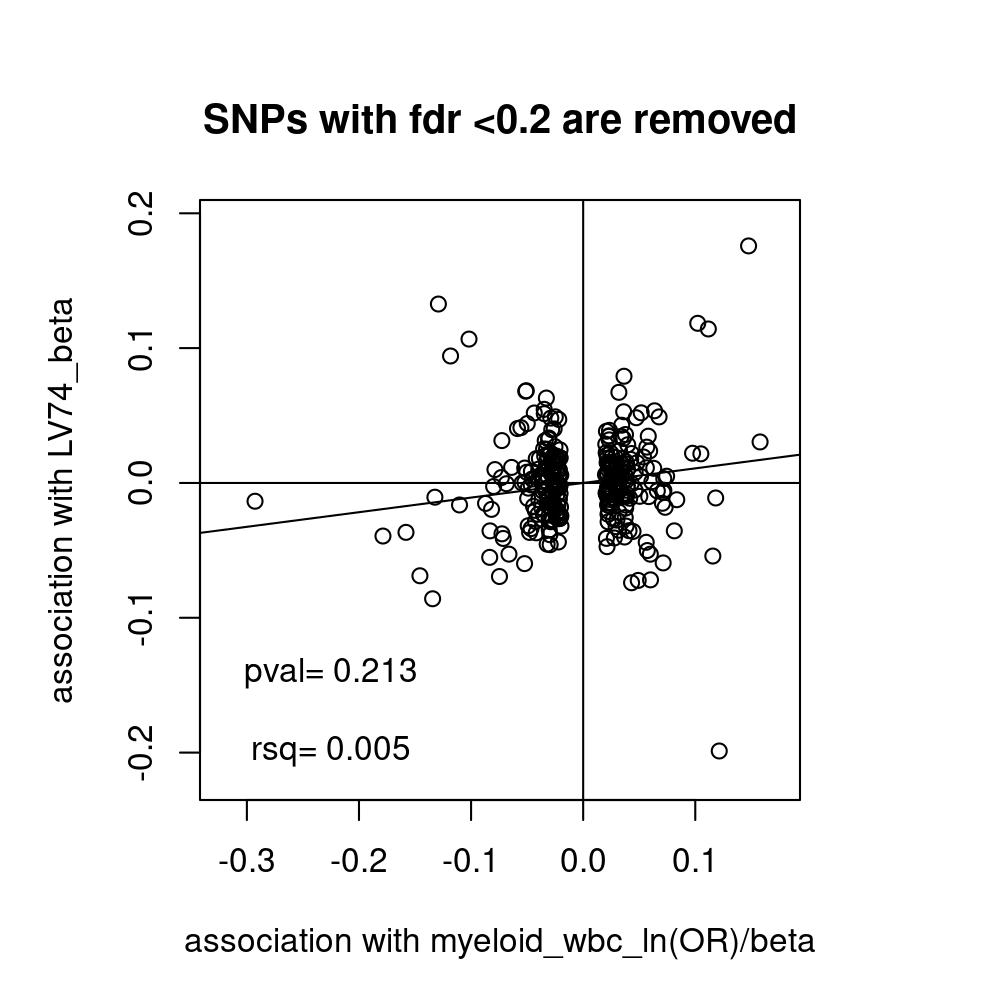 SNPs with fdr <0.2 are removed
association with LV74_beta
0.2
0.1
0.0
-0.1
-0.2
pval= 0.213
rsq= 0.005
-0.3 -0.2 -0.1 0.0 0.1
association with myeloid_wbc_ln(OR)/beta